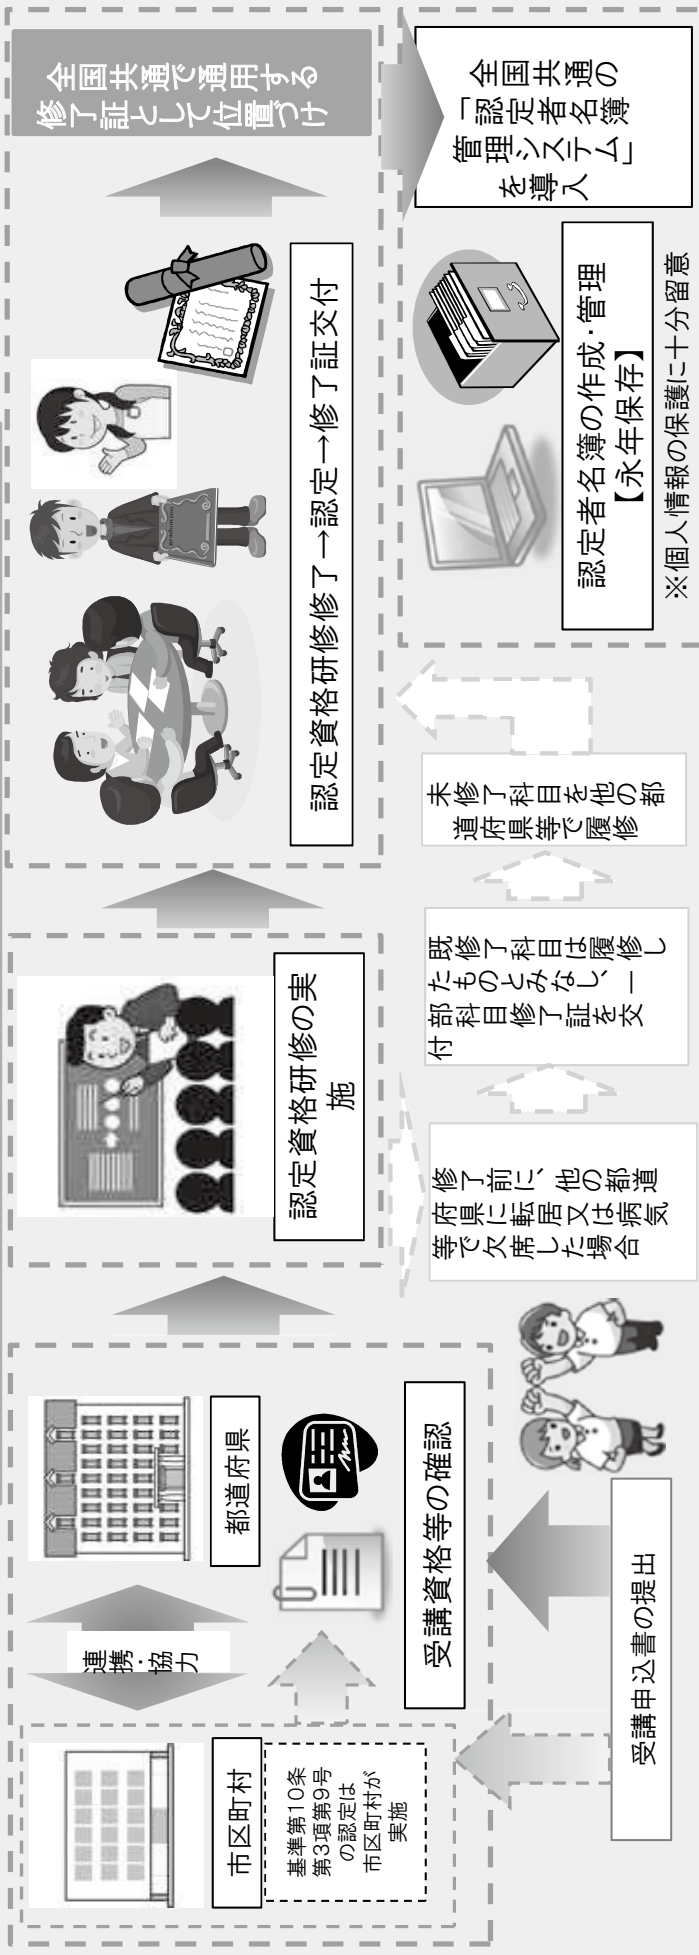 市区町村
基準第10条
第3項第9号
の認定は
市区町村が
実施
連携・協
力
都道府県
受講資格等の確認
受講申込書の提出
認定資格研修の実
施
修了前に、他の都道
府県に転居又は病気
等で欠席した場合
既修了科目は履修し
たものとみなし、一
部科目修了証を交
付
未修了科目を他の都
道府県等で履修
認定資格研修修了→認定→修了証交付
全国共通で通用する
修了証として位置づけ
認定者名簿の作成・管理
【永年保存】
※個人情報の保護に十分留意
全国共通の
「認定者名簿
管理システム」
を導入